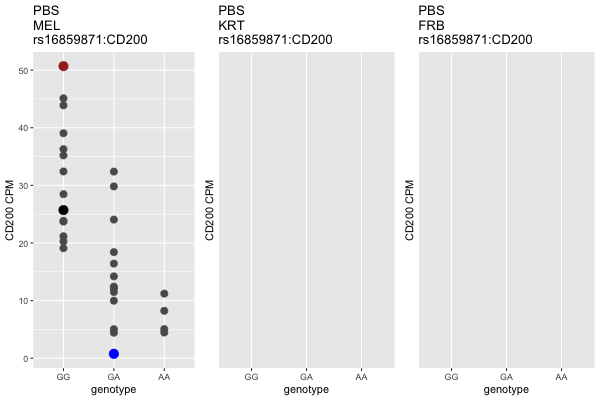 PBS
MEL
rs16859871:CD200
PBS
KRT
rs16859871:CD200
PBS
FRB
rs16859871:CD200
CD200 CPM
50
40
30
20
10
0
GG GA AA
genotype
CD200 CPM
GG GA AA
genotype
CD200 CPM
GG GA AA
genotype